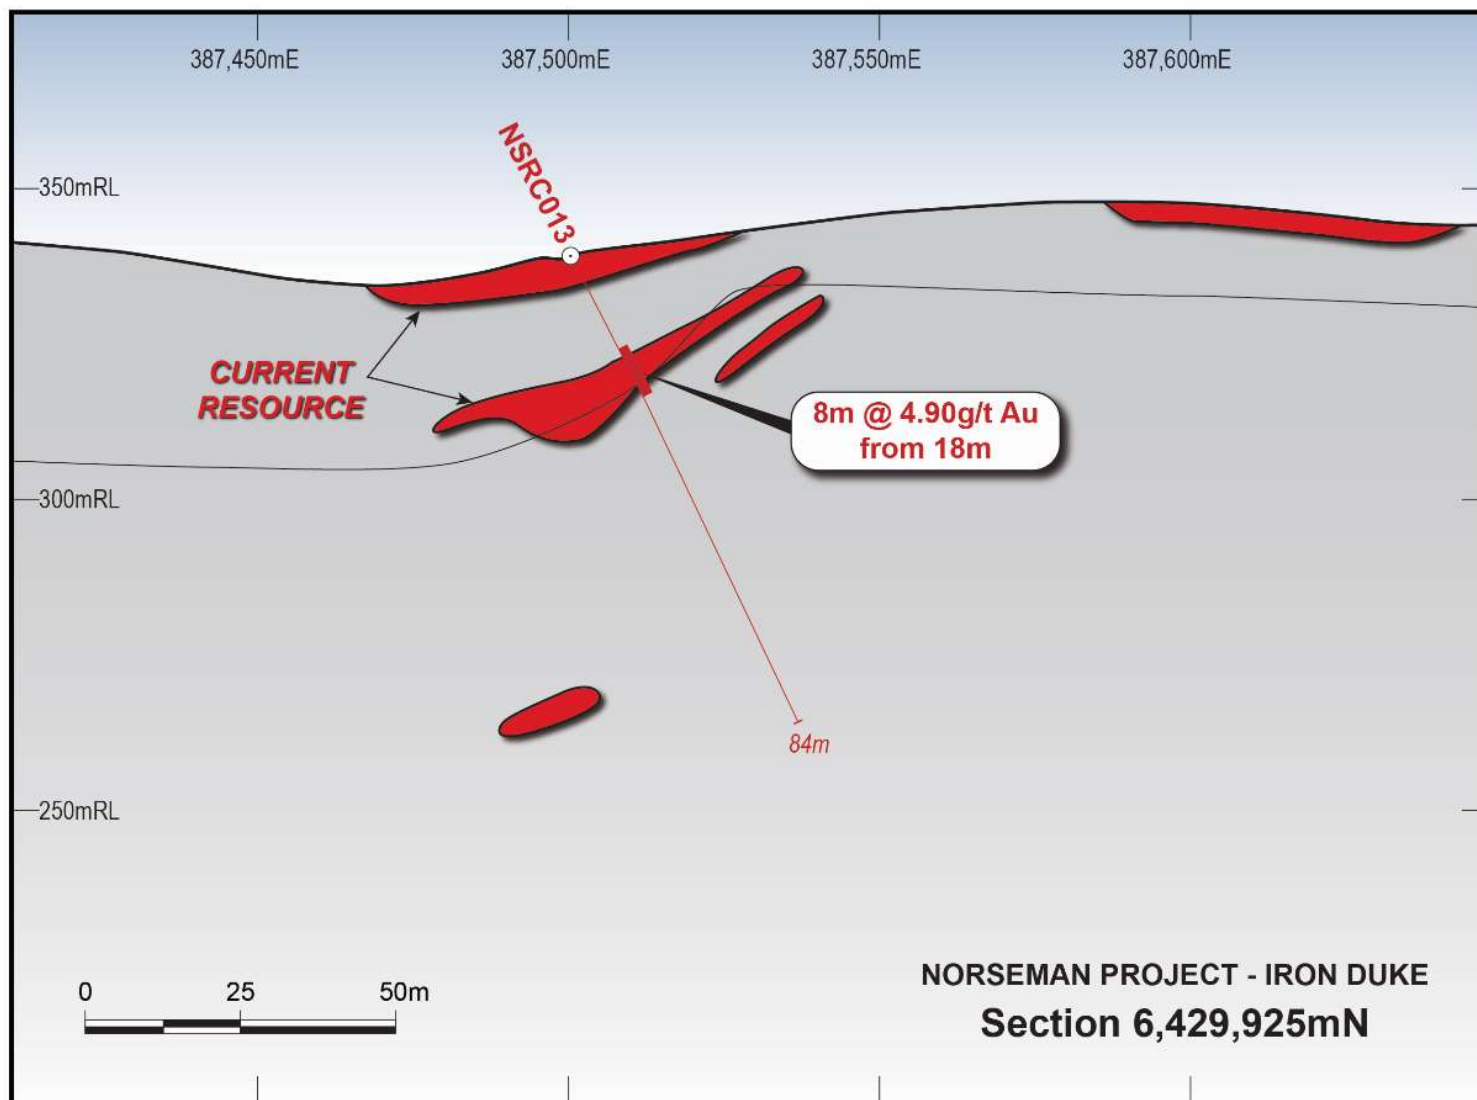 387,450mE
387,500mE
387,550mE
387,600mE
NSRC013
350mRL
CURRENT
RESOURCE
8m @ 4.90g/t Au
from 18m
300mRL
84m
250mRL
NORSEMAN PROJECT - IRON DUKE
Section 6,429,925mN
0 25 50m